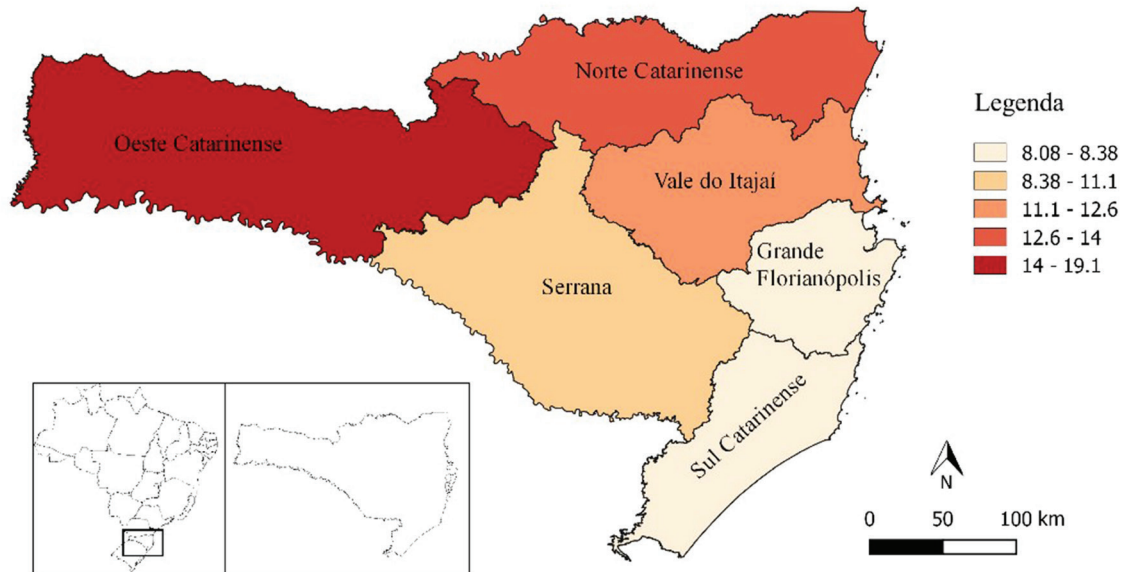 Norte Catarinense
Oeste Catarinense
Vale do Itajaí
Grande
Florianópolis
Serrana
Sul Catarinense
Legenda
8.08 - 8.38
8.38 - 11.1
11.1 - 12.6
12.6 - 14
14 - 19.1
N
0 50 100 km